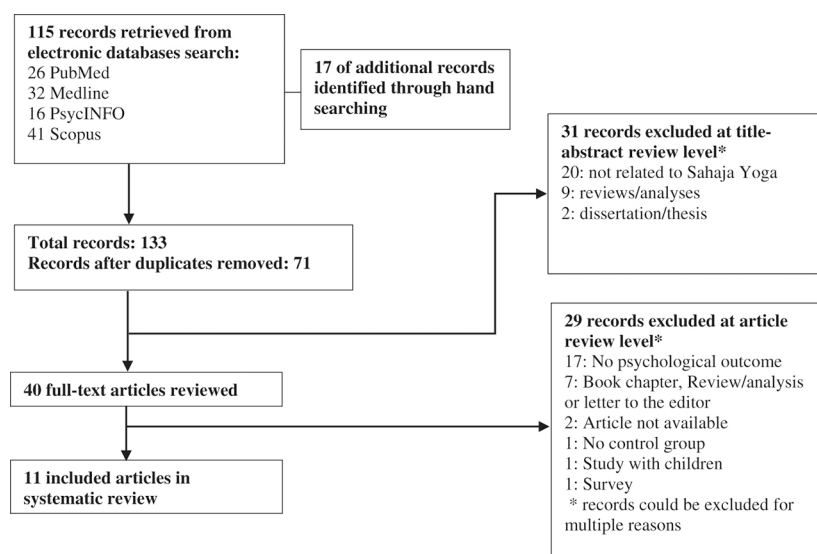 115 records retrieved from
electronic databases search:
26 PubMed
32 Medline
16 PsycINFO
41 Scopus
17 of additional records
identified through hand
searching
31 records excluded at title-
abstract review level*
20: not related to Sahaja Yoga
9: reviews/analyses
2: dissertation/thesis
Total records: 133
Records after duplicates removed: 71
29 records excluded at article
review level*
17: No psychological outcome
7: Book chapter, Review/analysis
or letter to the editor
2: Article not available
1: No control group
1: Study with children
1: Survey
* records could be excluded for
multiple reasons
40 full-text articles reviewed
11 included articles in
systematic review